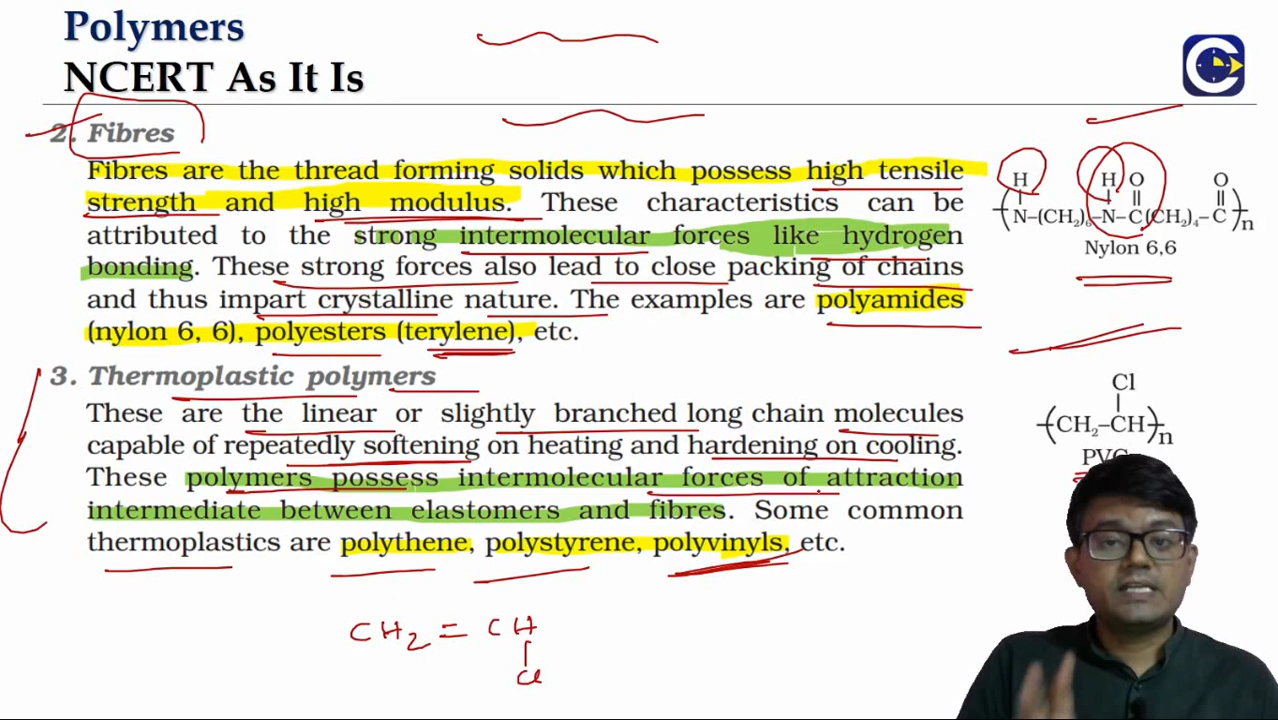 Polymers
NCERT As It Is
2. Fibres
Fibres are the thread forming solids which possess high tensile
strength and high modulus. These characteristics can be
attributed to the strong intermolecular forces like hydrogen
bonding. These strong forces also lead to close packing of chains
and thus impart crystalline nature. The examples are polyamides
(nylon 6, 6), polyesters (terylene), etc.
H H O O
(N–(CH₂)₆–N–C(CH₂)₄–C)n
Nylon 6,6
3. Thermoplastic polymers
These are the linear or slightly branched long chain molecules
capable of repeatedly softening on heating and hardening on cooling.
These polymers possess intermolecular forces of attraction
intermediate between elastomers and fibres. Some common
thermoplastics are polythene, polystyrene, polyvinyls, etc.
Cl
(CH₂–CH)n
PVC
CH₂ = CH
Cl